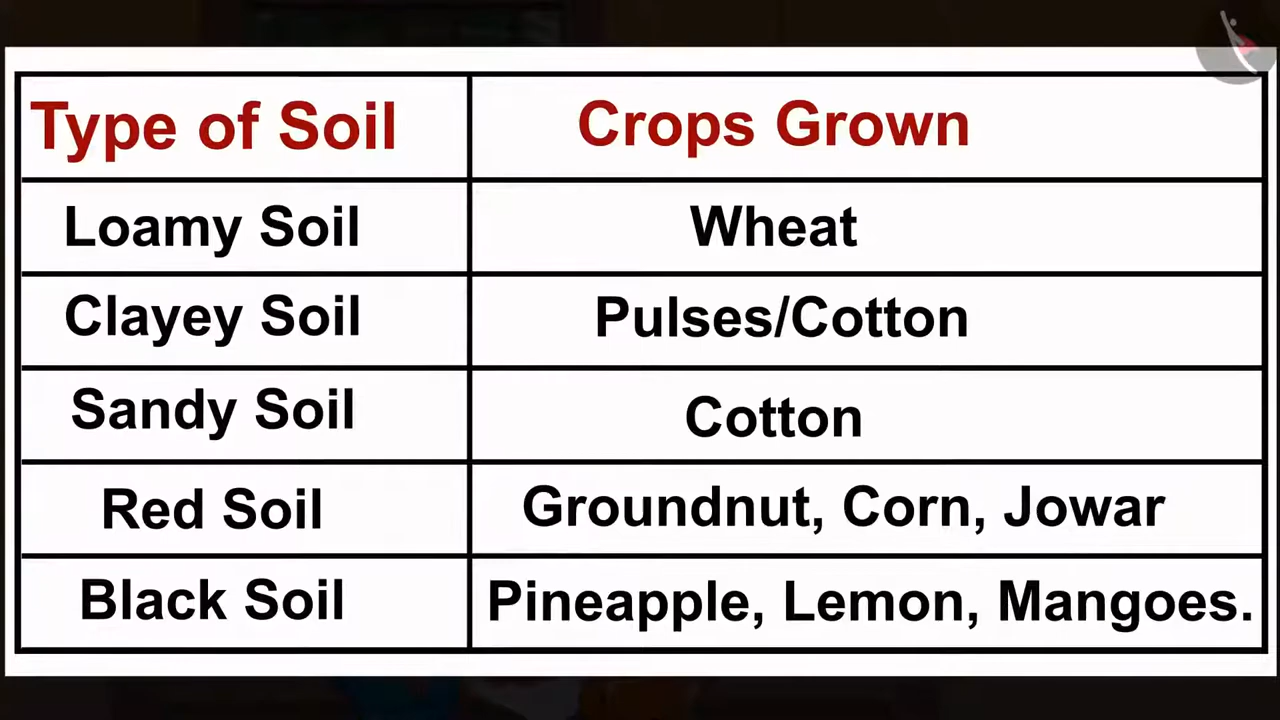 Type of Soil Crops Grown
Loamy Soil Wheat
Clayey Soil Pulses/Cotton
Sandy Soil Cotton
Red Soil Groundnut, Corn, Jowar
Black Soil Pineapple, Lemon, Mangoes.